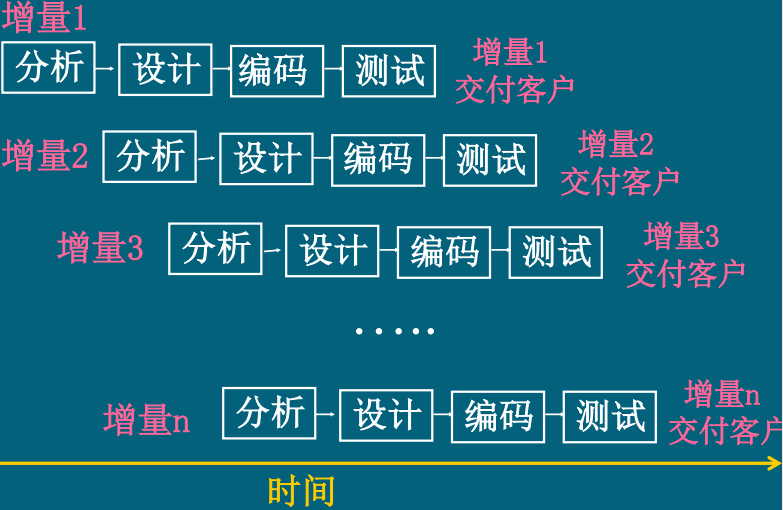 增量1
分析 设计 编码 测试 增量1
交付客户
增量2 分析 设计 编码 测试 增量2
交付客户
增量3 分析 设计 编码 测试 增量3
交付客户
·····
增量n 分析 设计 编码 测试 增量n
交付客户
时间